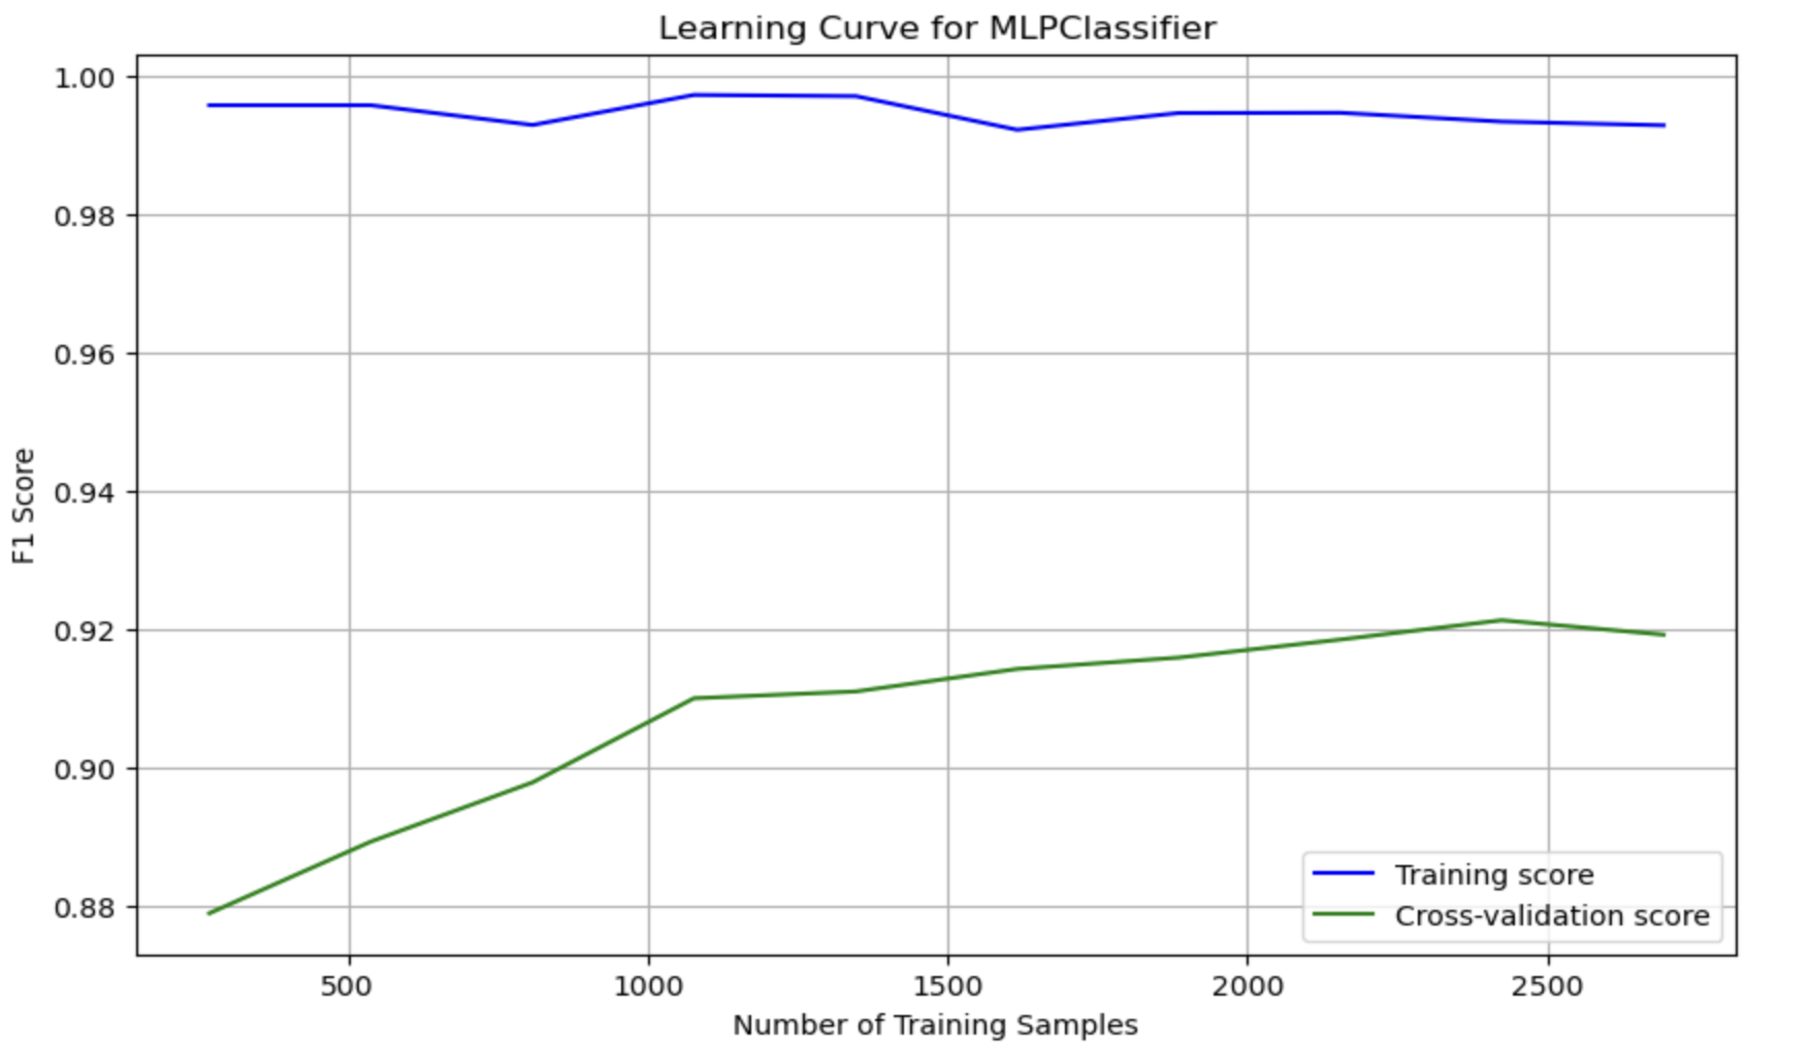 Learning Curve for MLPClassifier
1.00
0.98
0.96
0.94
0.92
0.90
0.88
F1 Score
Training score
Cross-validation score
500 1000 1500 2000 2500
Number of Training Samples